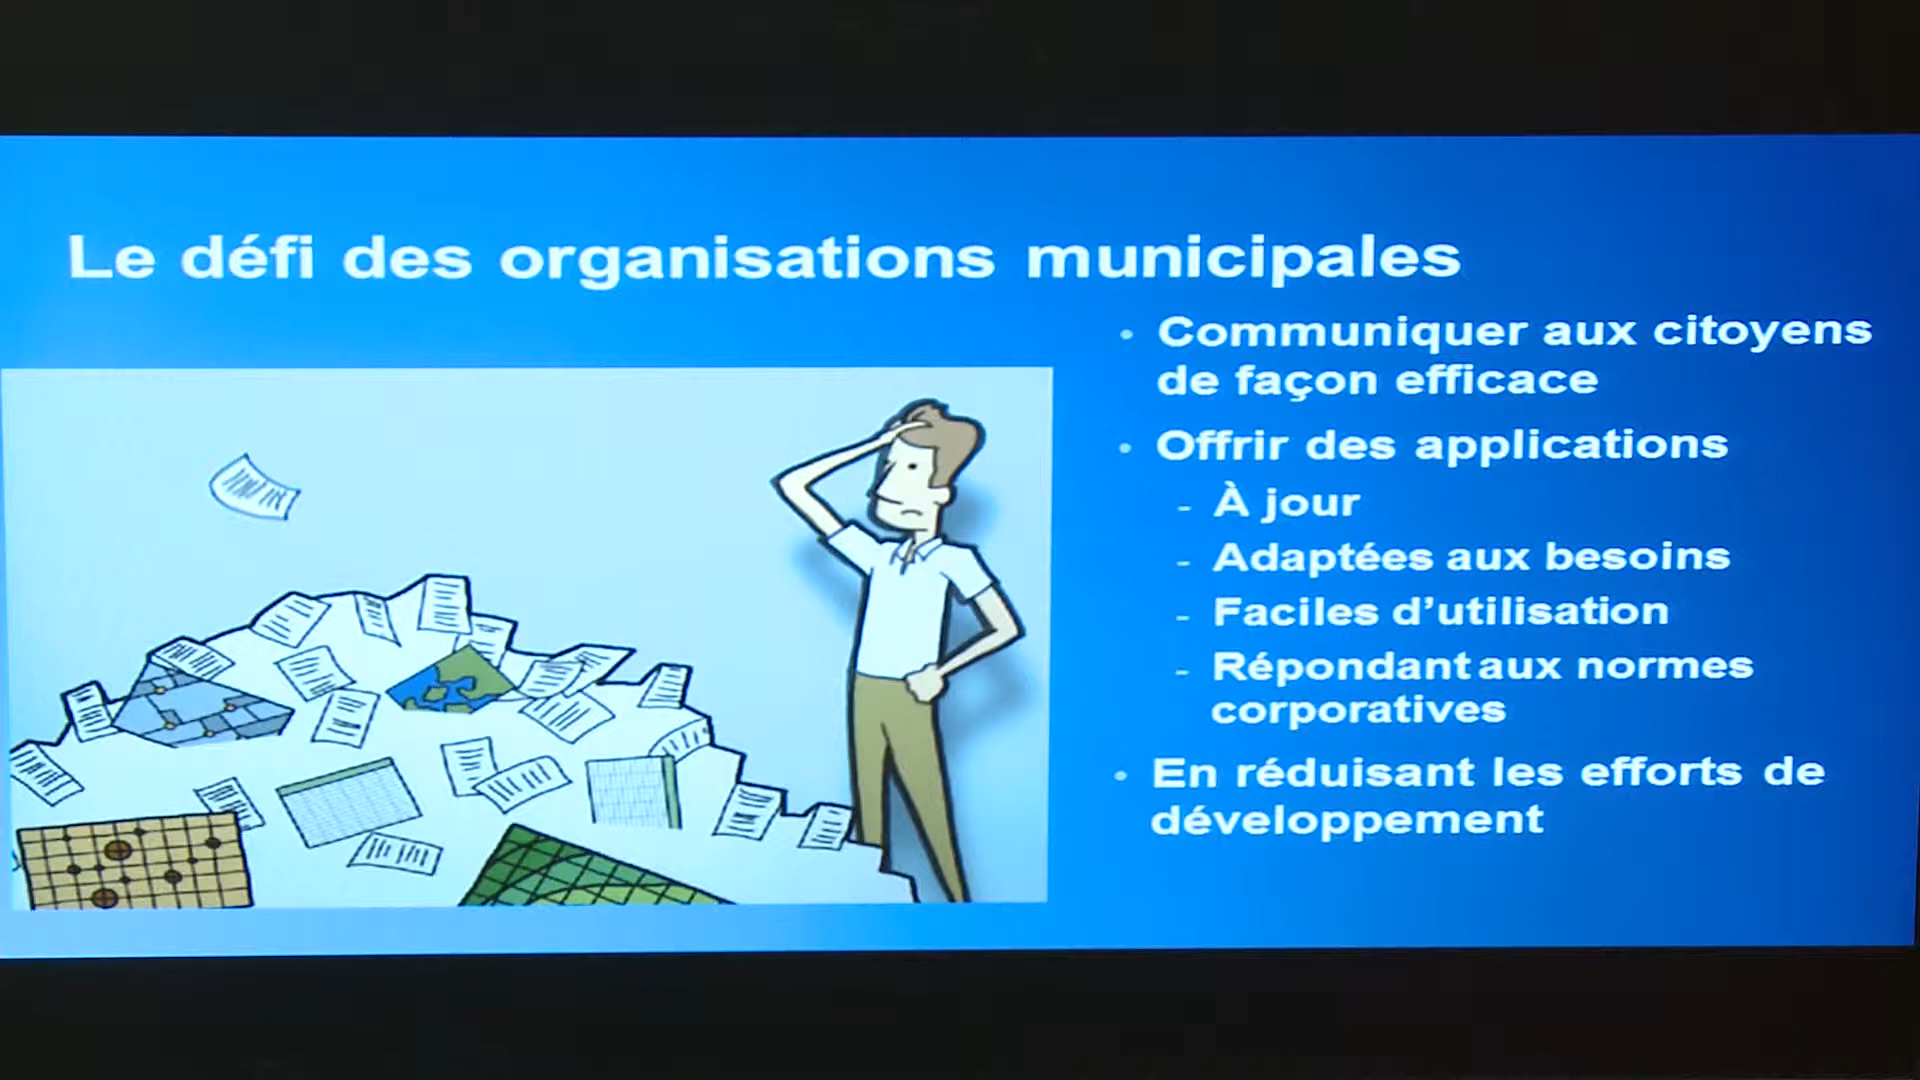 Le défi des organisations municipales
• Communiquer aux citoyens
de façon efficace
• Offrir des applications
- À jour
- Adaptées aux besoins
- Faciles d’utilisation
- Répondant aux normes
corporatives
• En réduisant les efforts de
développement